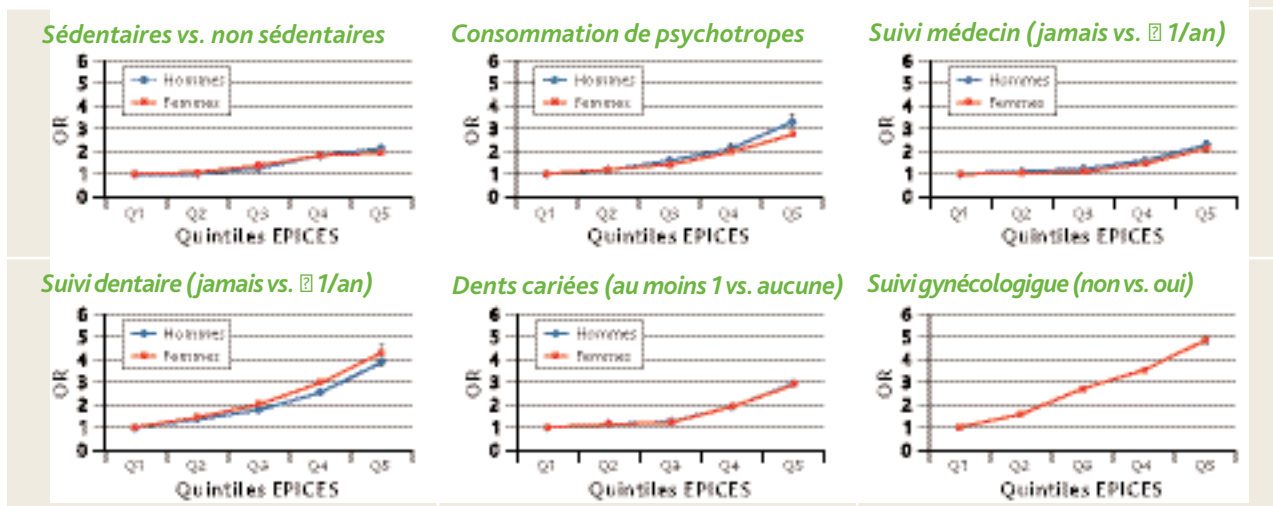 Sédentaires vs. non sédentaires
6
5
4
3
2
1
0
OR
Hommes
Femmes
Q1 Q2 Q3 Q4 Q5
Quintiles EPICES
Consommation de psychotropes
6
5
4
3
2
1
0
OR
Hommes
Femmes
Q1 Q2 Q3 Q4 Q5
Quintiles EPICES
Suivi médecin (jamais vs. 1/an)
6
5
4
3
2
1
0
OR
Hommes
Femmes
Q1 Q2 Q3 Q4 Q5
Quintiles EPICES
Suivi dentaire (jamais vs. 1/an)
6
5
4
3
2
1
0
OR
Hommes
Femmes
Q1 Q2 Q3 Q4 Q5
Quintiles EPICES
Dents cariées (au moins 1 vs. aucune)
6
5
4
3
2
1
0
OR
Hommes
Femmes
Q1 Q2 Q3 Q4 Q5
Quintiles EPICES
Suivi gynécologique (non vs. oui)
6
5
4
3
2
1
0
OR
Q1 Q2 Q3 Q4 Q5
Quintiles EPICES